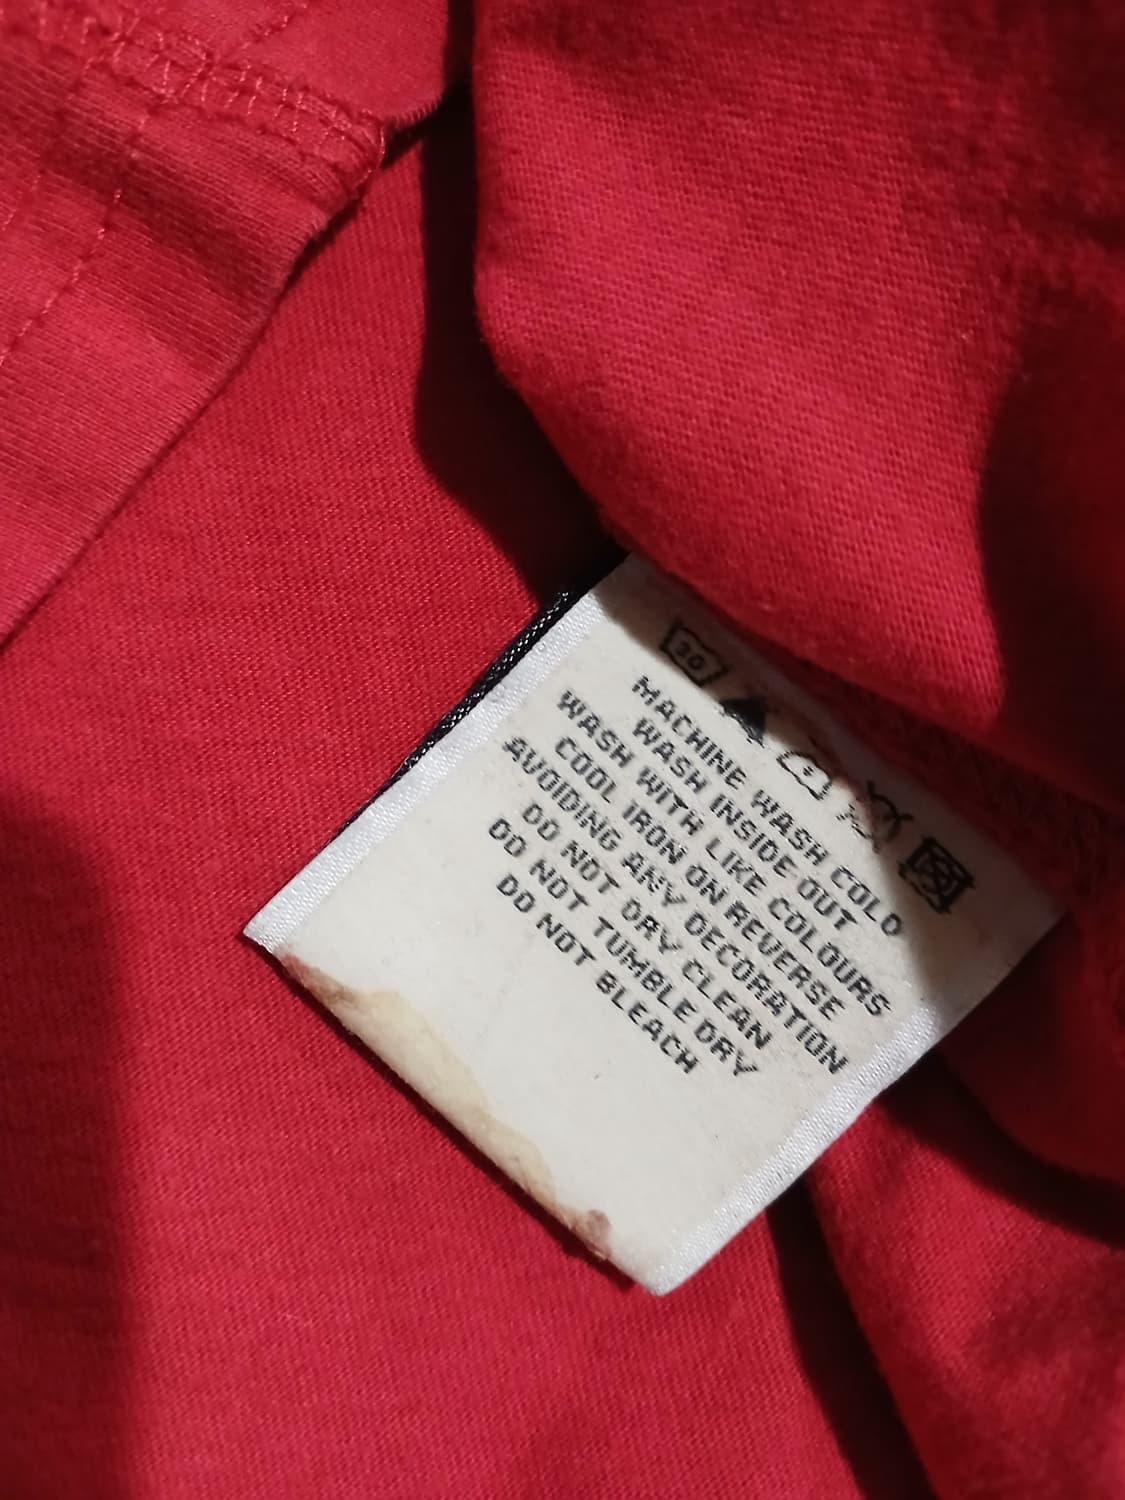 30
MACHINE WASH COLD
WASH INSIDE OUT
WASH WITH LIKE COLOURS
COOL IRON ON REVERSE
AVOIDING ANY DECORATION
DO NOT DRY CLEAN
DO NOT TUMBLE DRY
DO NOT BLEACH